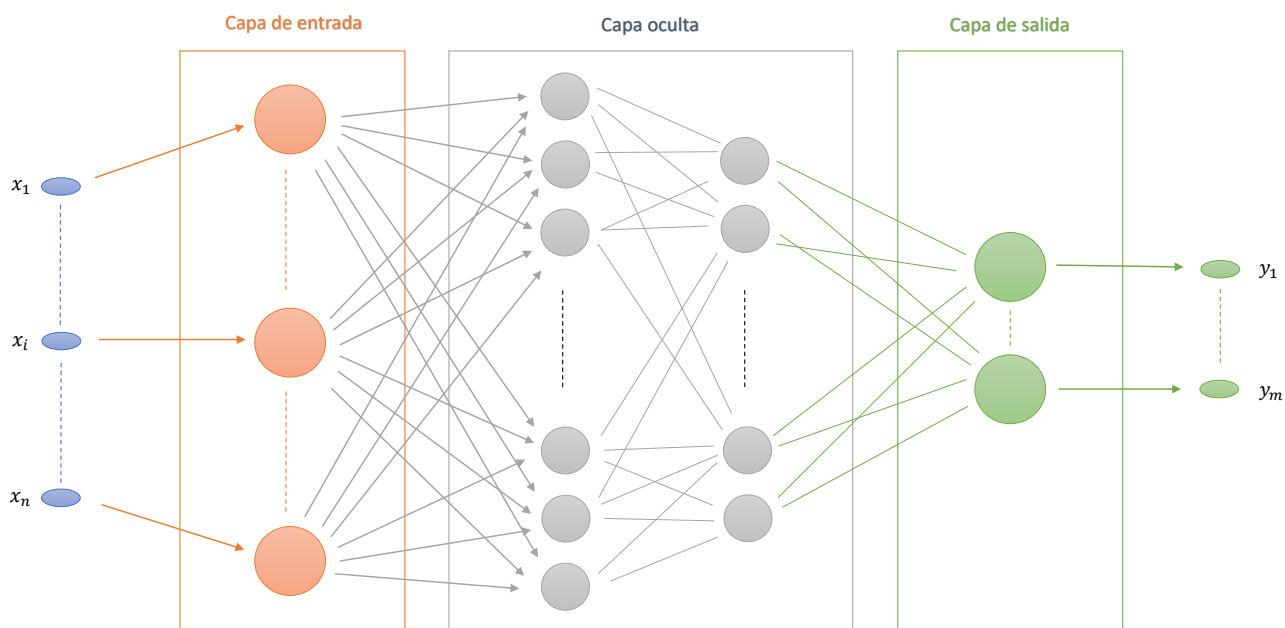 Capa de entrada
Capa oculta
Capa de salida
x₁
xᵢ
xₙ
y₁
yₘ